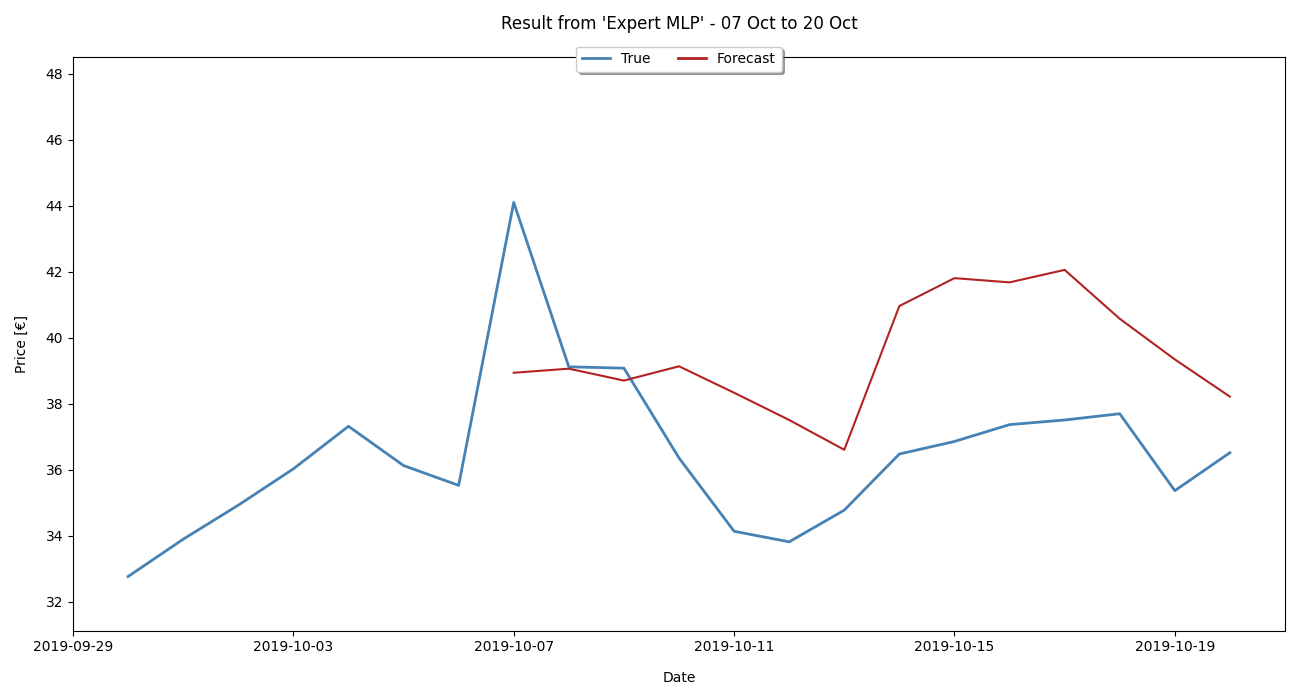 Result from 'Expert MLP' - 07 Oct to 20 Oct
True Forecast
48
46
44
42
40
38
36
34
32
Price [€]
2019-09-29 2019-10-03 2019-10-07 2019-10-11 2019-10-15 2019-10-19
Date